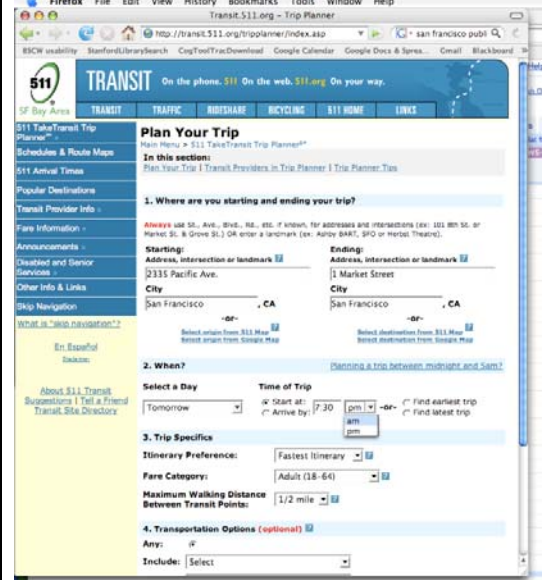 Firefox File Edit View History Bookmarks Tools Window Help
Transit.511.org - Trip Planner
http://transit.511.org/tripplanner/index.asp
san francisco publ
BSCW usability StanfordLibrarySearch CogToolTracDownload Google Calendar Google Docs & Sprea... Gmail Blackboard
511 TRANSIT On the phone. 511 On the web. 511.org On your way.
SF Bay Area TRANSIT TRAFFIC RIDESHARE BICYCLING 511 HOME LINKS
511 TakeTransit Trip
Planner
Schedules & Route Maps
511 Arrival Times
Popular Destinations
Transit Provider Info »
Fare Information »
Announcements »
Disabled and Senior
Services »
Other Info & Links
Skip Navigation
What is "skip navigation"?
En Español
About 511 Transit
Suggestions | Tell a Friend
Transit Site Directory
Plan Your Trip
Main Menu > 511 TakeTransit Trip Planner
In this section:
Plan Your Trip | Transit Providers in Trip Planner | Trip Planner Tips
1. Where are you starting and ending your trip?
Always use St., Ave., Blvd., Rd., etc. if known, for addresses and intersections (ex: 101 8th St. or
Market St. & Grove St.) OR enter a landmark (ex: Ashby BART, SFO or Herbst Theatre).
Starting: Ending:
Address, intersection or landmark Address, intersection or landmark
2335 Pacific Ave. 1 Market Street
City City
San Francisco , CA San Francisco , CA
-or- -or-
Select origin from 511 Map Select destination from 511 Map
Select origin from Google Map Select destination from Google Map
2. When? Planning a trip between midnight and 5am?
Select a Day Time of Trip
Tomorrow Start at: 7:30 pm -or- Find earliest trip
Arrive by: Find latest trip
am
pm
3. Trip Specifics
Itinerary Preference: Fastest Itinerary
Fare Category: Adult (18-64)
Maximum Walking Distance
Between Transit Points: 1/2 mile
4. Transportation Options (optional)
Any:
Include: Select